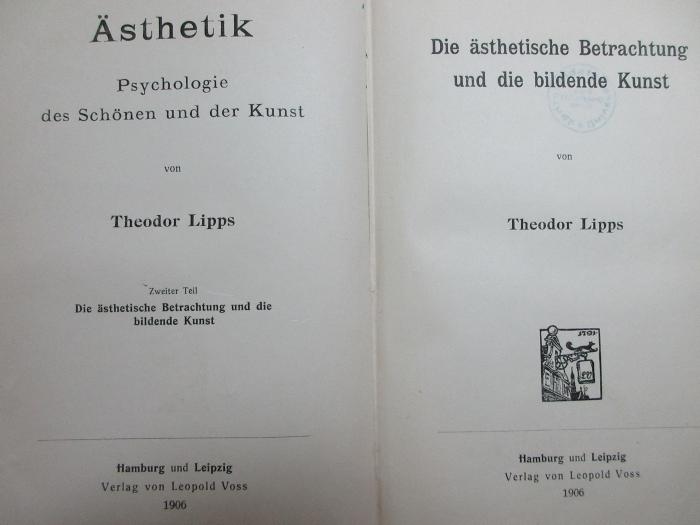 Ästhetik
Psychologie
des Schönen und der Kunst
von
Theodor Lipps
Zweiter Teil
Die ästhetische Betrachtung und die
bildende Kunst
Hamburg und Leipzig
Verlag von Leopold Voss
1906
Die ästhetische Betrachtung
und die bildende Kunst
von
Theodor Lipps
1791
Hamburg und Leipzig
Verlag von Leopold Voss
1906